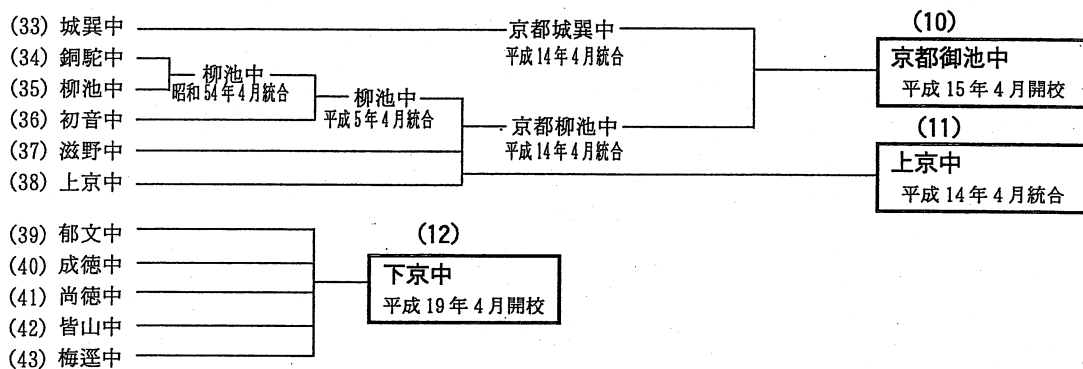 (33) 城巽中
京都城巽中
平成14年4月統合
(10)
京都御池中
平成15年4月開校
(34) 銅駝中
(35) 柳池中
柳池中
昭和54年4月統合
(36) 初音中
柳池中
平成5年4月統合
(37) 滋野中
(38) 上京中
京都柳池中
平成14年4月統合
(11)
上京中
平成14年4月統合
(39) 郁文中
(40) 成徳中
(41) 尚徳中
(42) 皆山中
(43) 梅逕中
(12)
下京中
平成19年4月開校